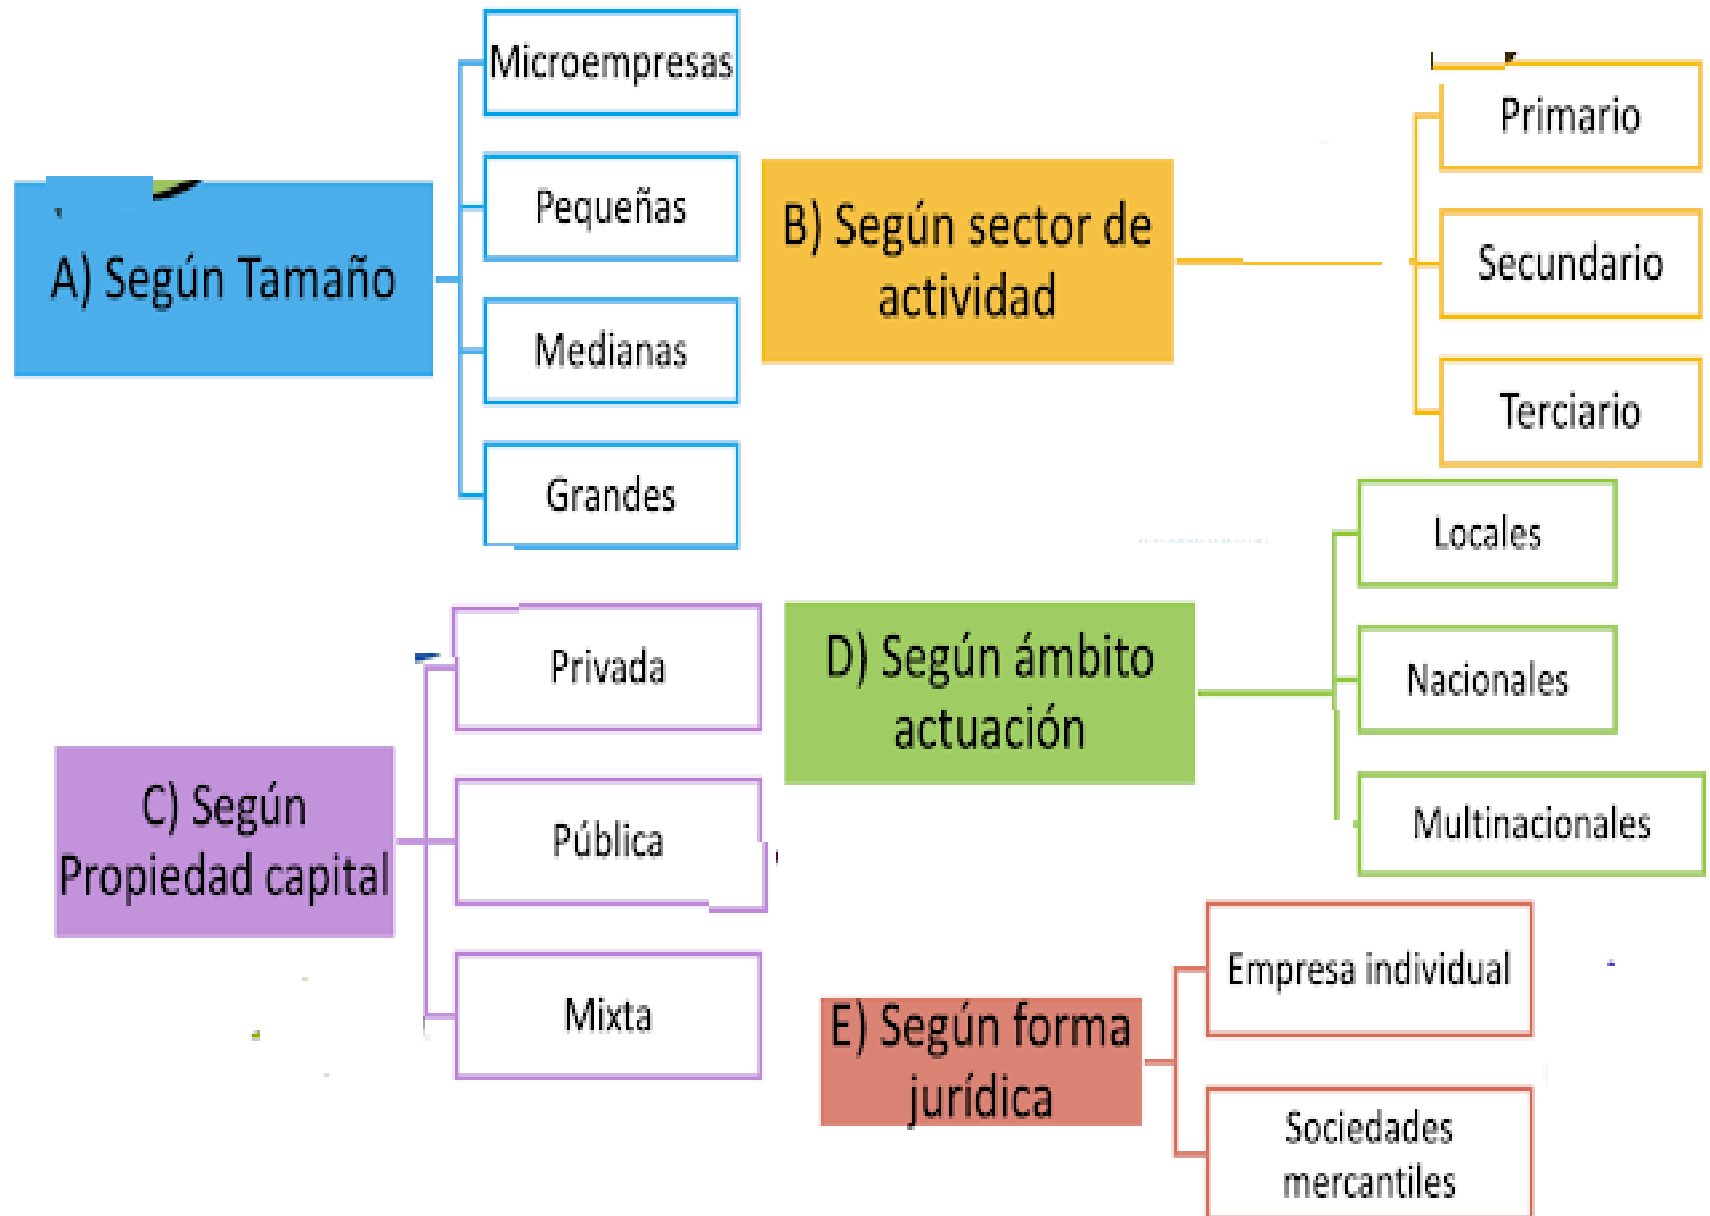 A) Según Tamaño
Microempresas
Pequeñas
Medianas
Grandes
B) Según sector de
actividad
Primario
Secundario
Terciario
C) Según
Propiedad capital
Privada
Pública
Mixta
D) Según ámbito
actuación
Locales
Nacionales
Multinacionales
E) Según forma
jurídica
Empresa individual
Sociedades
mercantiles